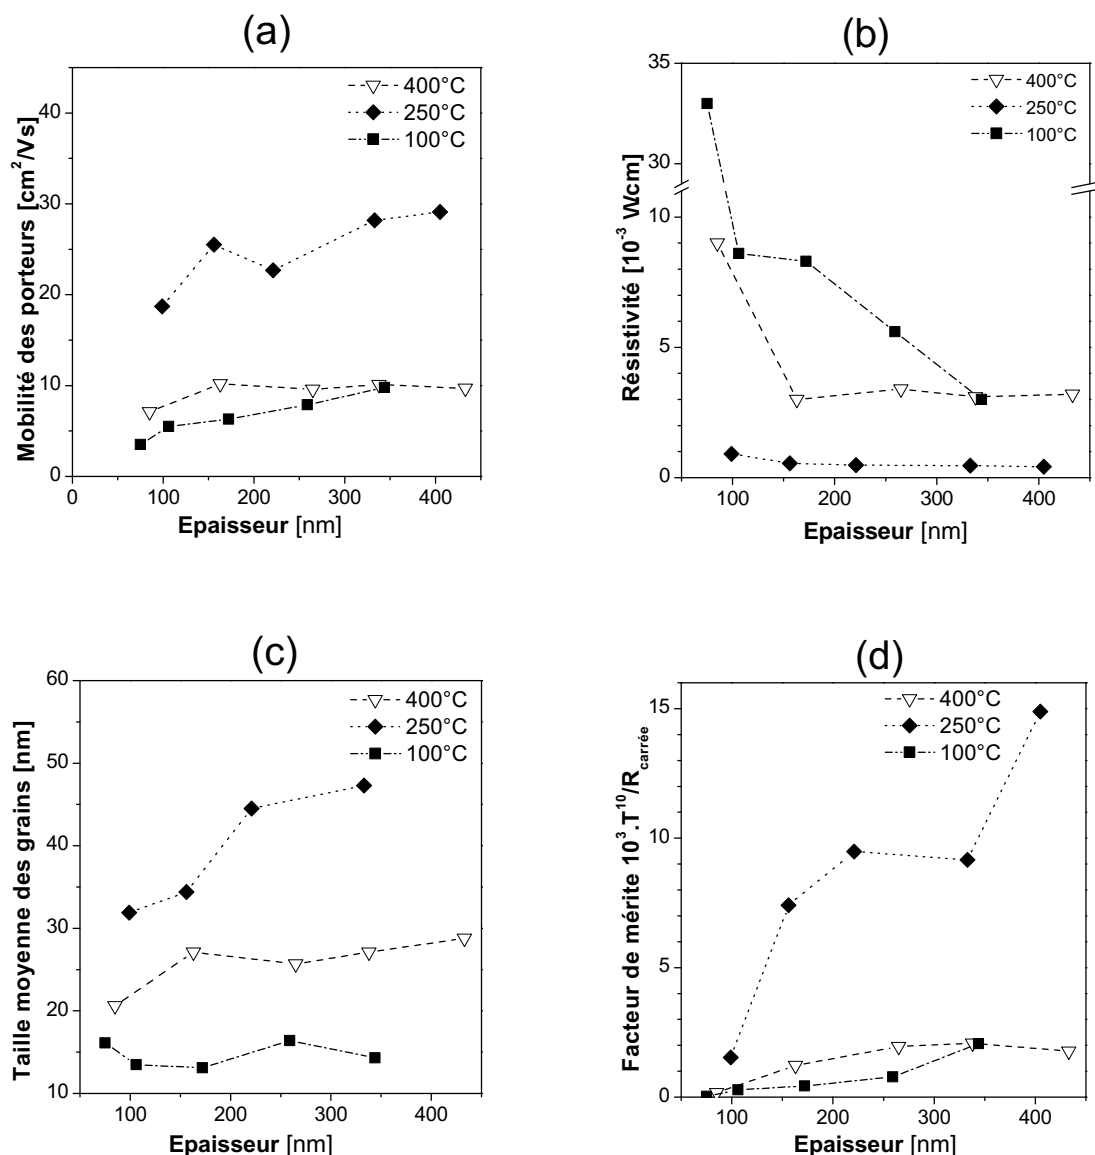 (a)
Mobilité des porteurs [cm²/Vs]
40
30
20
10
0
400°C
250°C
100°C
0 100 200 300 400
Epaisseur [nm]
(b)
Résistivité [10⁻³ Wcm]
35
30
10
5
0
400°C
250°C
100°C
100 200 300 400
Epaisseur [nm]
(c)
Taille moyenne des grains [nm]
60
50
40
30
20
10
400°C
250°C
100°C
100 200 300 400
Epaisseur [nm]
(d)
Facteur de mérite 10³.T¹⁰/R carrée
15
10
5
0
400°C
250°C
100°C
100 200 300 400
Epaisseur [nm]